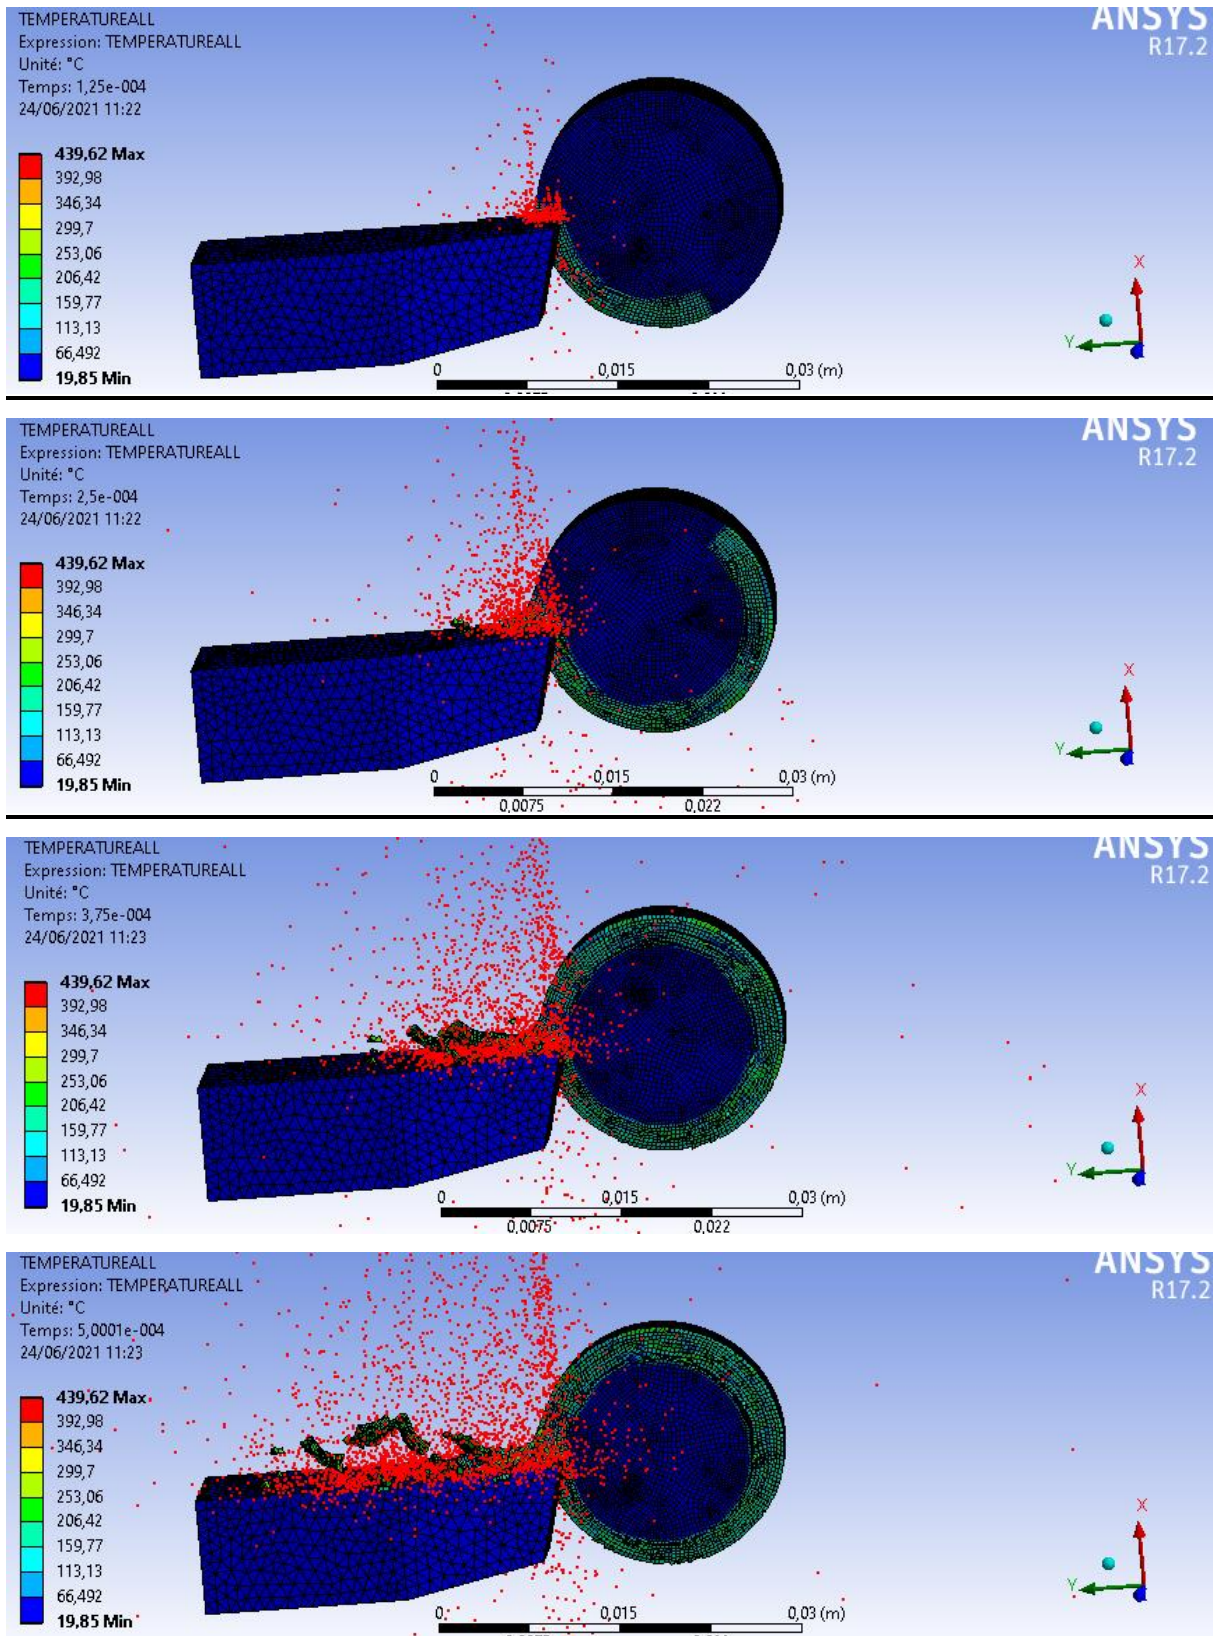 TEMPERATUREALL
Expression: TEMPERATUREALL
Unité: °C
Temps: 1,25e-004
24/06/2021 11:22
ANSYS
R17.2
439,62 Max
392,98
346,34
299,7
253,06
206,42
159,77
113,13
66,492
19,85 Min
X
Y
0 0,015 0,03 (m)
TEMPERATUREALL
Expression: TEMPERATUREALL
Unité: °C
Temps: 2,5e-004
24/06/2021 11:22
ANSYS
R17.2
439,62 Max
392,98
346,34
299,7
253,06
206,42
159,77
113,13
66,492
19,85 Min
X
Y
0 0,015 0,03 (m)
0,0075 0,022
TEMPERATUREALL
Expression: TEMPERATUREALL
Unité: °C
Temps: 3,75e-004
24/06/2021 11:23
ANSYS
R17.2
439,62 Max
392,98
346,34
299,7
253,06
206,42
159,77
113,13
66,492
19,85 Min
X
Y
0 0,015 0,03 (m)
0,0075 0,022
TEMPERATUREALL
Expression: TEMPERATUREALL
Unité: °C
Temps: 5,0001e-004
24/06/2021 11:23
ANSYS
R17.2
439,62 Max
392,98
346,34
299,7
253,06
206,42
159,77
113,13
66,492
19,85 Min
X
Y
0 0,015 0,03 (m)